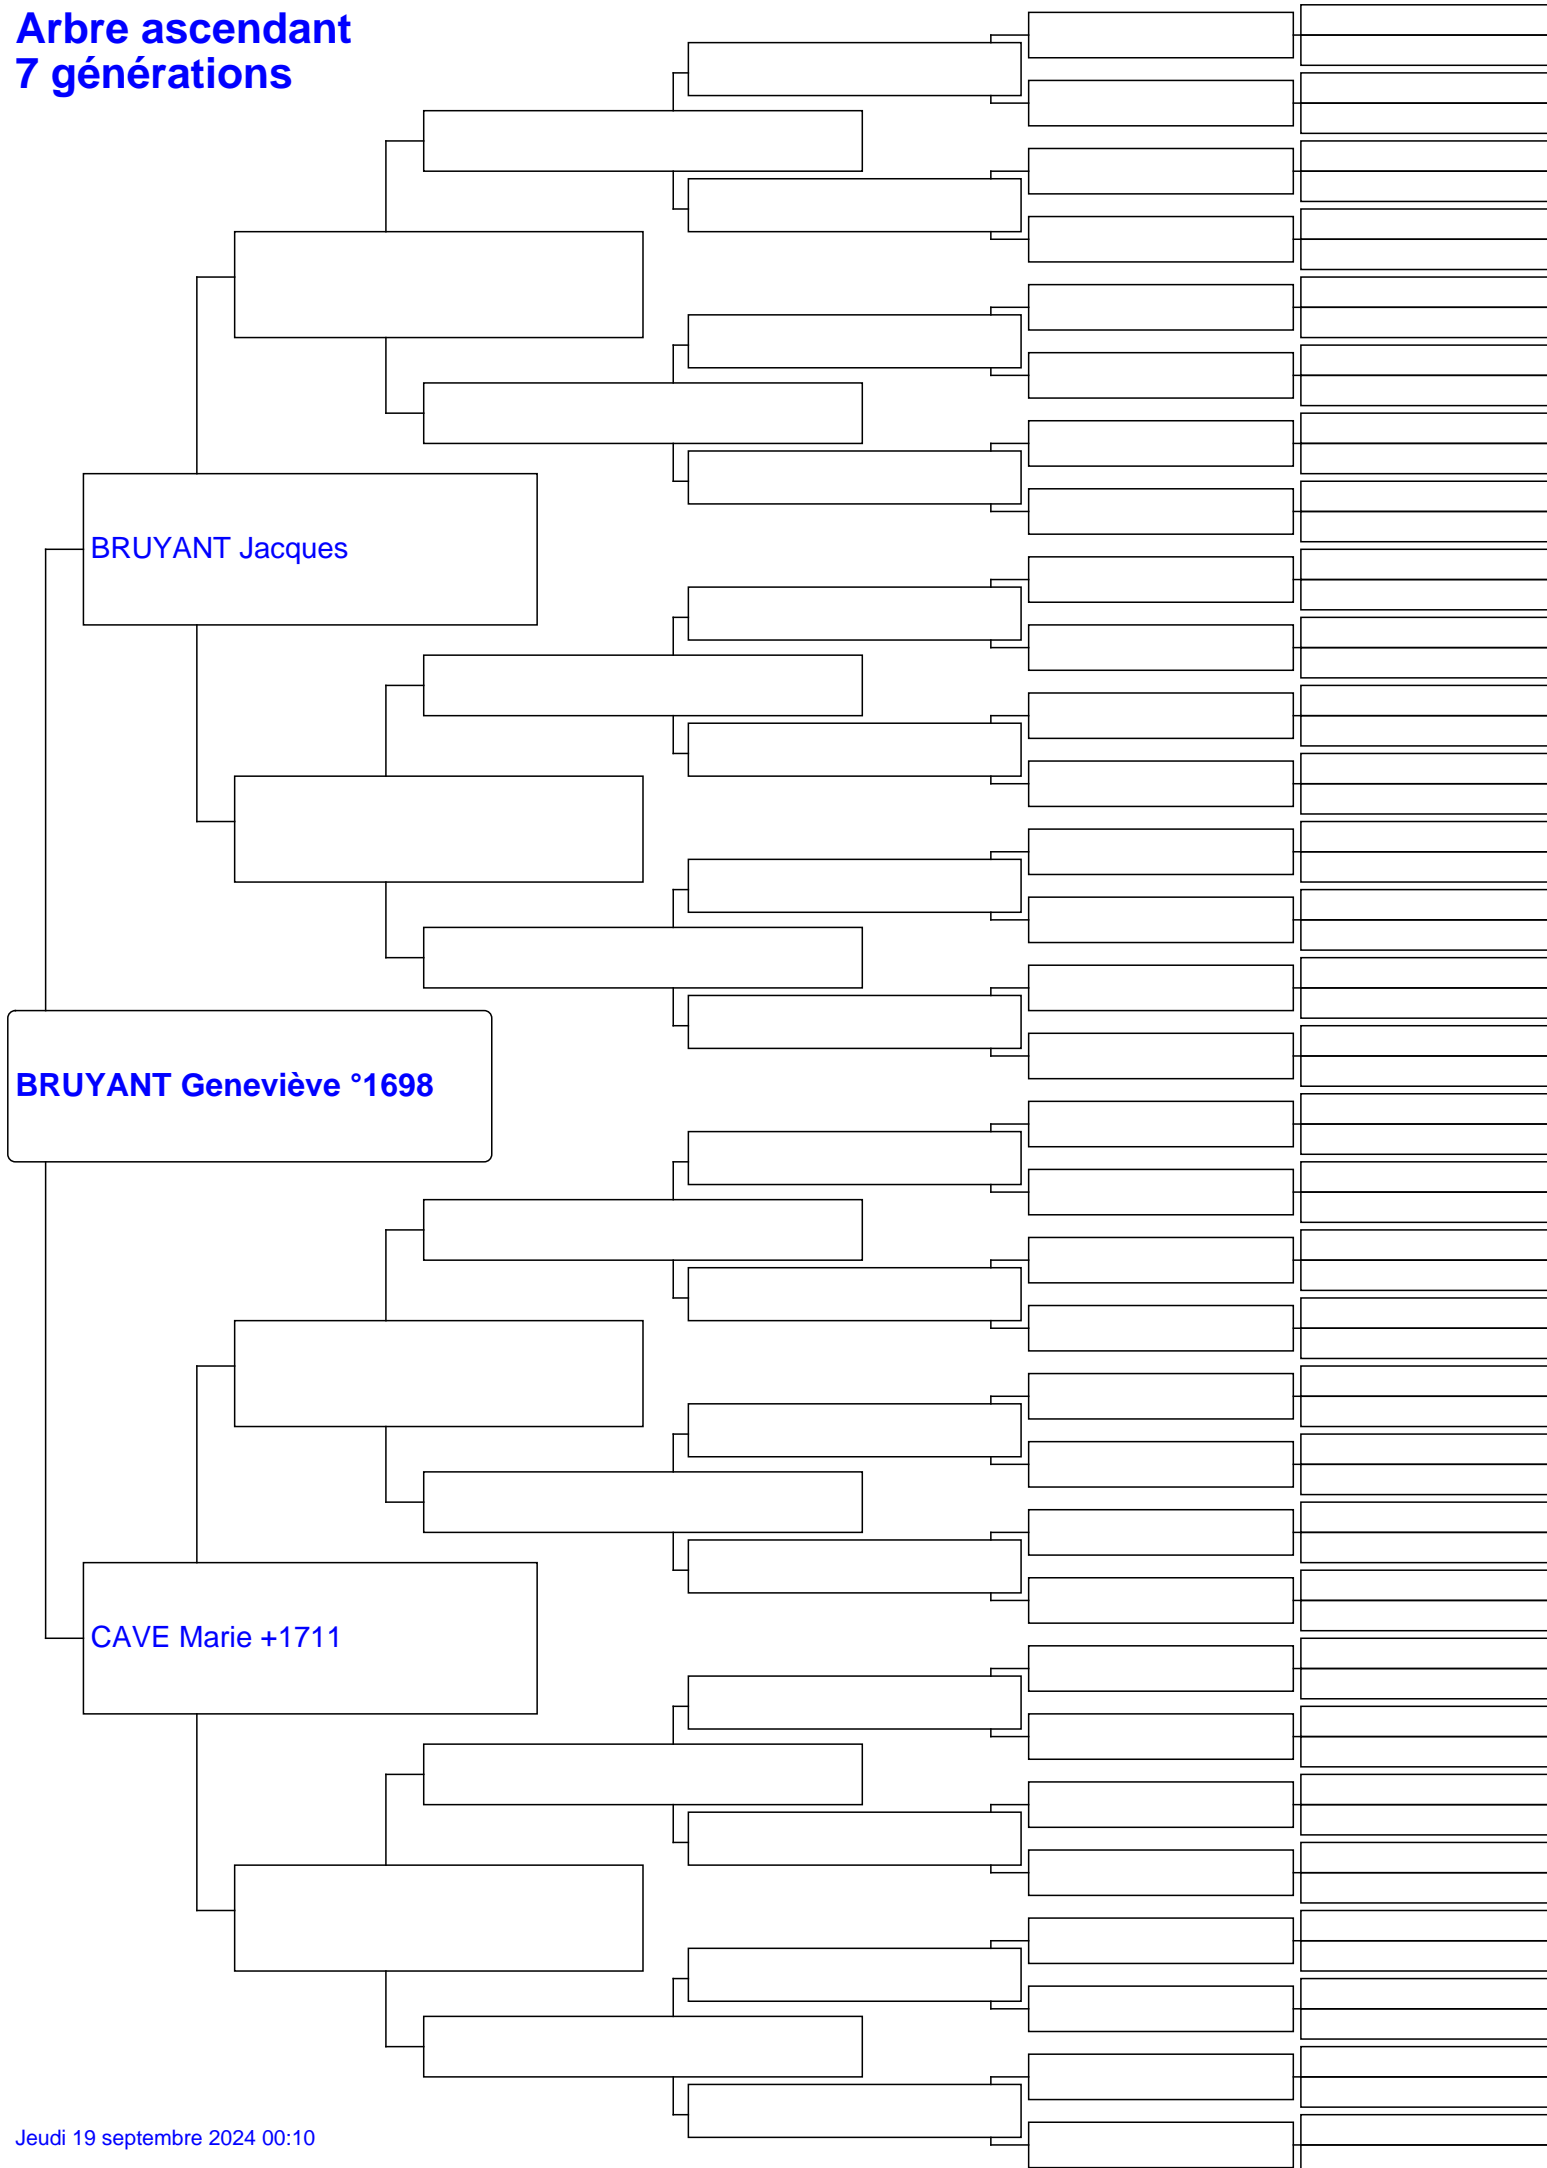 Arbre ascendant
7 générations
BRUYANT Jacques
BRUYANT Geneviève °1698
CAVE Marie +1711
Jeudi 19 septembre 2024 00:10